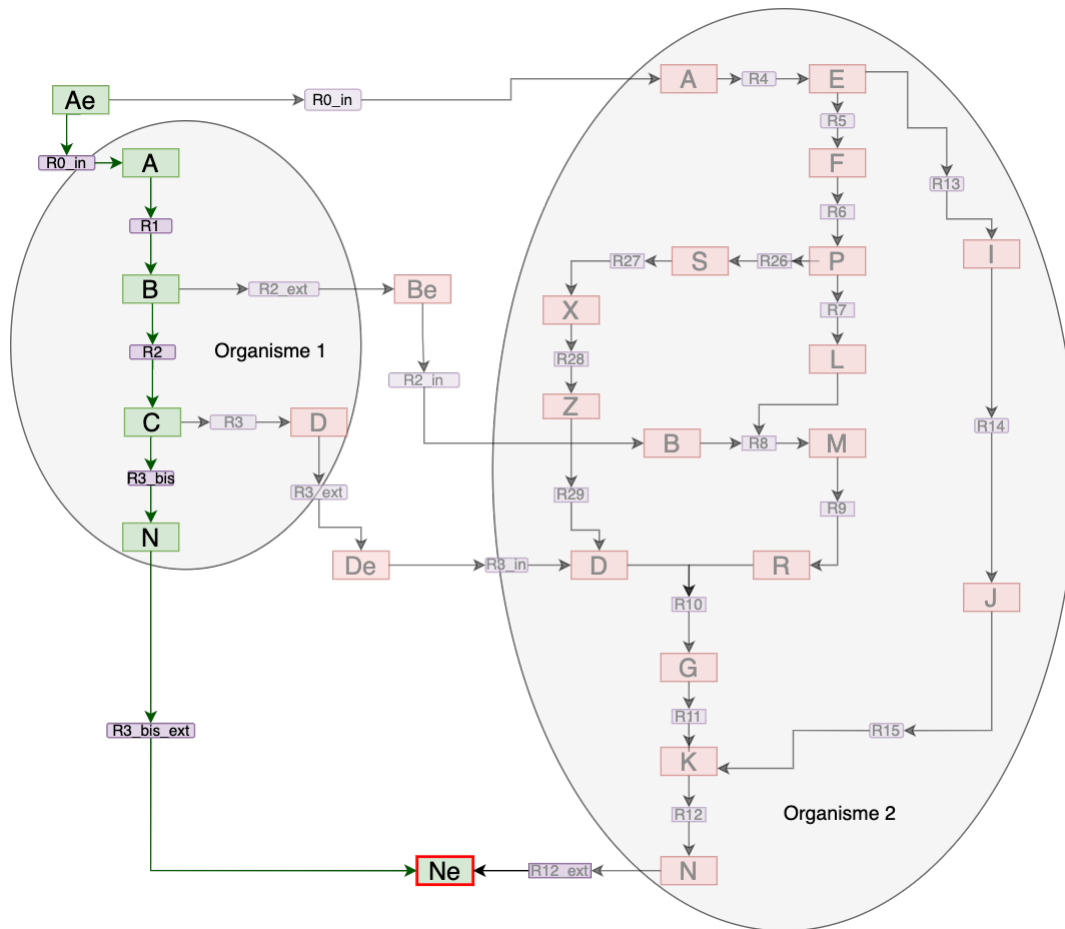 Ae
R0_in
A
R4
E
R5
R0_in
A
F
R13
R1
R6
B
R2_ext
Be
R27
S
R26
P
I
X
R7
R2
Organisme 1
R28
L
R2_in
Z
C
R3
D
B
R8
M
R14
R3_bis
R3_ext
R29
R9
N
De
R3_in
D
R
J
R10
G
R11
R3_bis_ext
R15
K
R12
Organisme 2
Ne
R12_ext
N